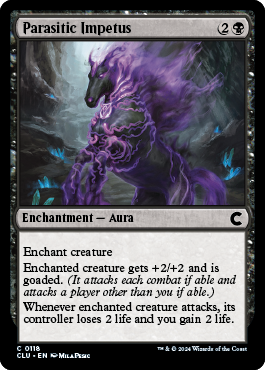 Parasitic Impetus 2
Enchantment — Aura
Enchant creature
Enchanted creature gets +2/+2 and is
goaded. (It attacks each combat if able and
attacks a player other than you if able.)
Whenever enchanted creature attacks, its
controller loses 2 life and you gain 2 life.
C 0118
CLU • EN Mila Pesic
™ & © 2024 Wizards of the Coast